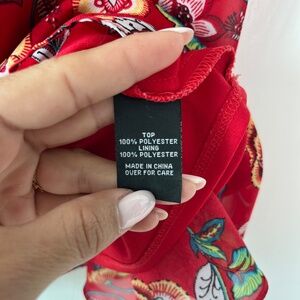 TOP
100% POLYESTER
LINING
100% POLYESTER
MADE IN CHINA
OVER FOR CARE